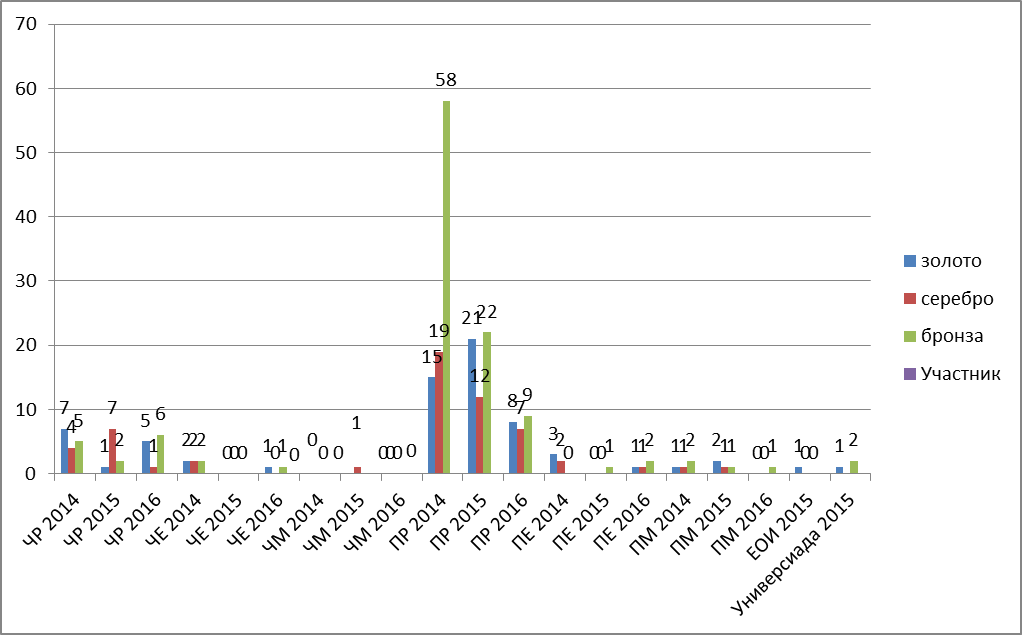 70
60
50
40
30
20
10
0
7 4 5
1 7 2
5 1 6
2 2 2
0 0 0
1 0 1 0
0 0 0
1
0 0 0 0
15 19 58
21 12 22
8 7 9
3 2 0
0 0 1
1 1 2
1 1 2
2 1 1
0 0 1
1 0 0
1 2
ЧР 2014
ЧР 2015
ЧР 2016
ЧЕ 2014
ЧЕ 2015
ЧЕ 2016
ЧМ 2014
ЧМ 2015
ЧМ 2016
ПР 2014
ПР 2015
ПР 2016
ПЕ 2014
ПЕ 2015
ПЕ 2016
ПМ 2014
ПМ 2015
ПМ 2016
ЕОИ 2015
Универсиада 2015
золото
серебро
бронза
Участник